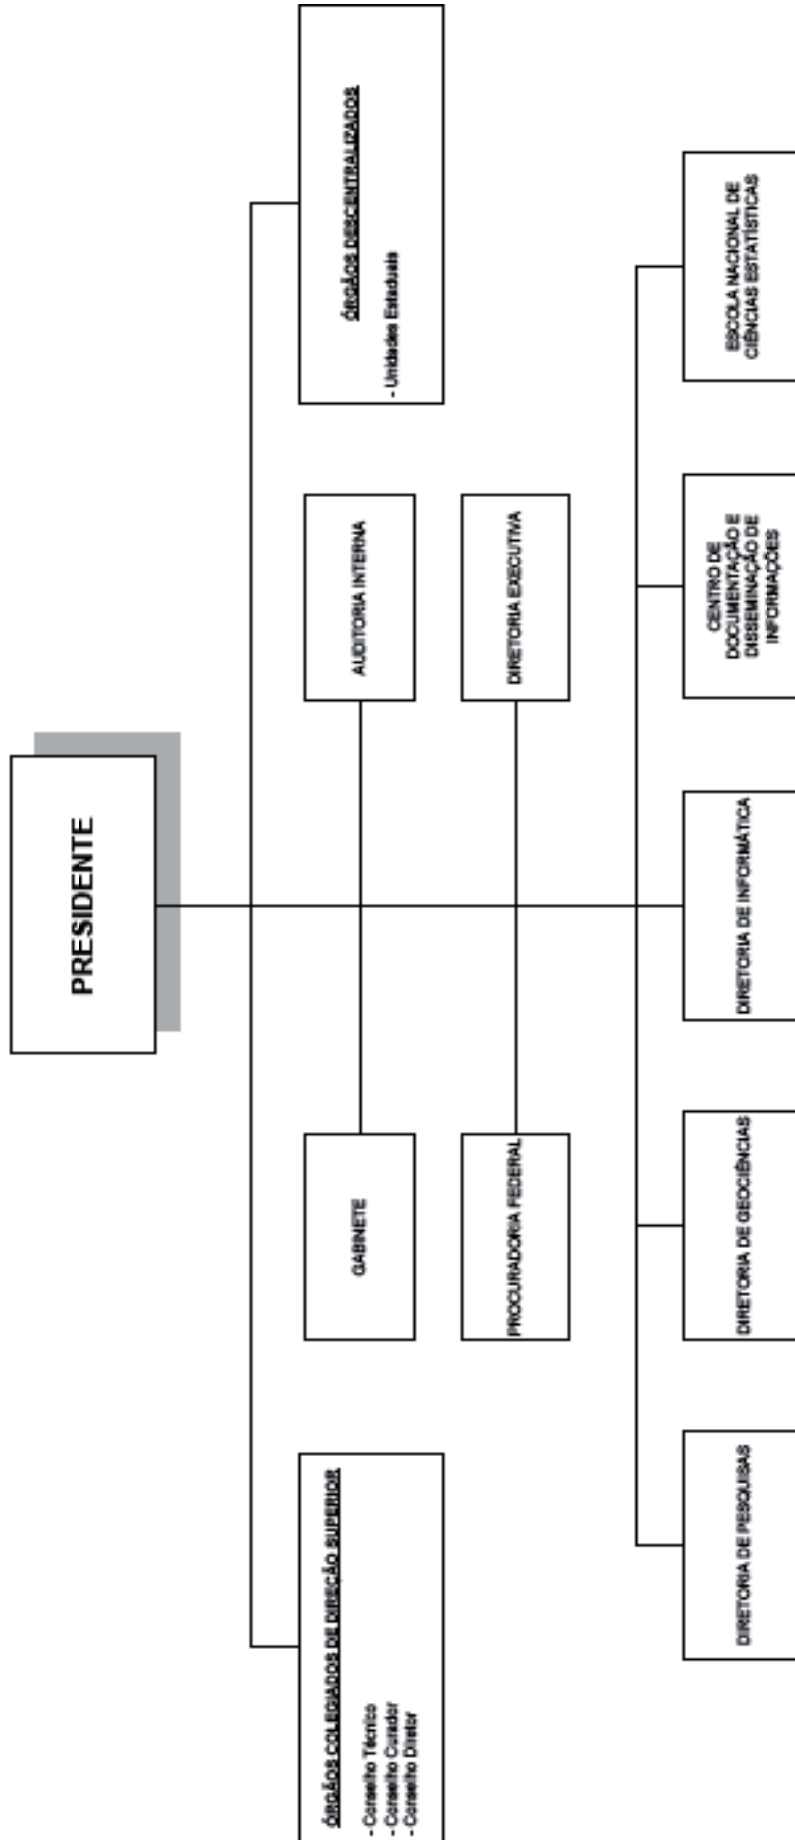 PRESIDENTE
ÓRGÃOS COLEGIADOS DE DIREÇÃO SUPERIOR
- Conselho Técnico
- Conselho Curador
- Conselho Diretor
ÓRGÃOS DESCENTRALIZADOS
- Unidades Estaduais
GABINETE
AUDITORIA INTERNA
PROCURADORIA FEDERAL
DIRETORIA EXECUTIVA
DIRETORIA DE PESQUISAS
DIRETORIA DE GEOCIÊNCIAS
DIRETORIA DE INFORMÁTICA
CENTRO DE
DOCUMENTAÇÃO E
DISSEMINAÇÃO DE
INFORMAÇÕES
ESCOLA NACIONAL DE
CIÊNCIAS ESTATÍSTICAS